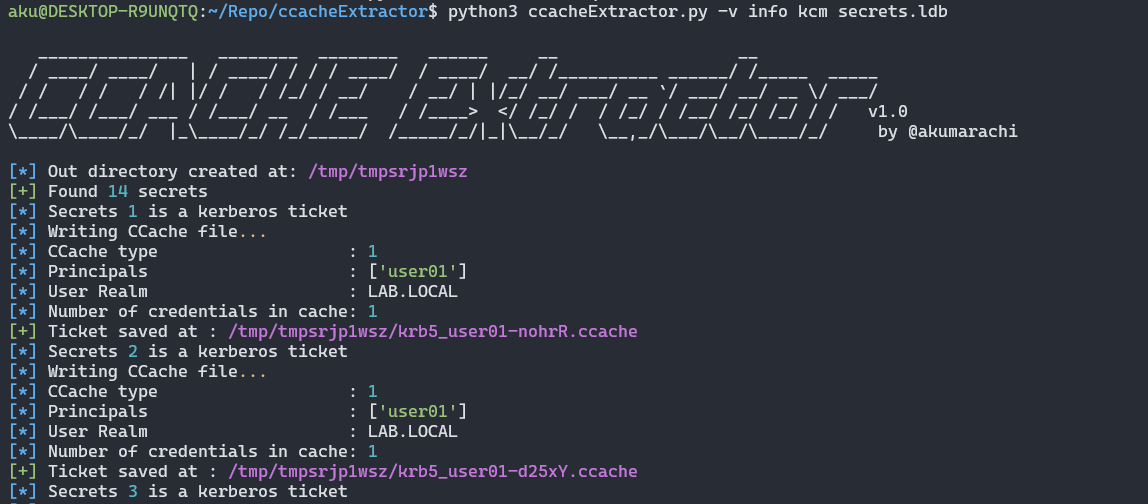 aku@DESKTOP-R9UNQTQ:~/Repo/ccacheExtractor$ python3 ccacheExtractor.py -v info kcm secrets.ldb
CCACHE Extractor
v1.0
by @akumarachi
[*] Out directory created at: /tmp/tmpsrjp1wsz
[+] Found 14 secrets
[*] Secrets 1 is a kerberos ticket
[*] Writing CCache file...
[*] CCache type : 1
[*] Principals : ['user01']
[*] User Realm : LAB.LOCAL
[*] Number of credentials in cache: 1
[+] Ticket saved at : /tmp/tmpsrjp1wsz/krb5_user01-nohrR.ccache
[*] Secrets 2 is a kerberos ticket
[*] Writing CCache file...
[*] CCache type : 1
[*] Principals : ['user01']
[*] User Realm : LAB.LOCAL
[*] Number of credentials in cache: 1
[+] Ticket saved at : /tmp/tmpsrjp1wsz/krb5_user01-d25xY.ccache
[*] Secrets 3 is a kerberos ticket